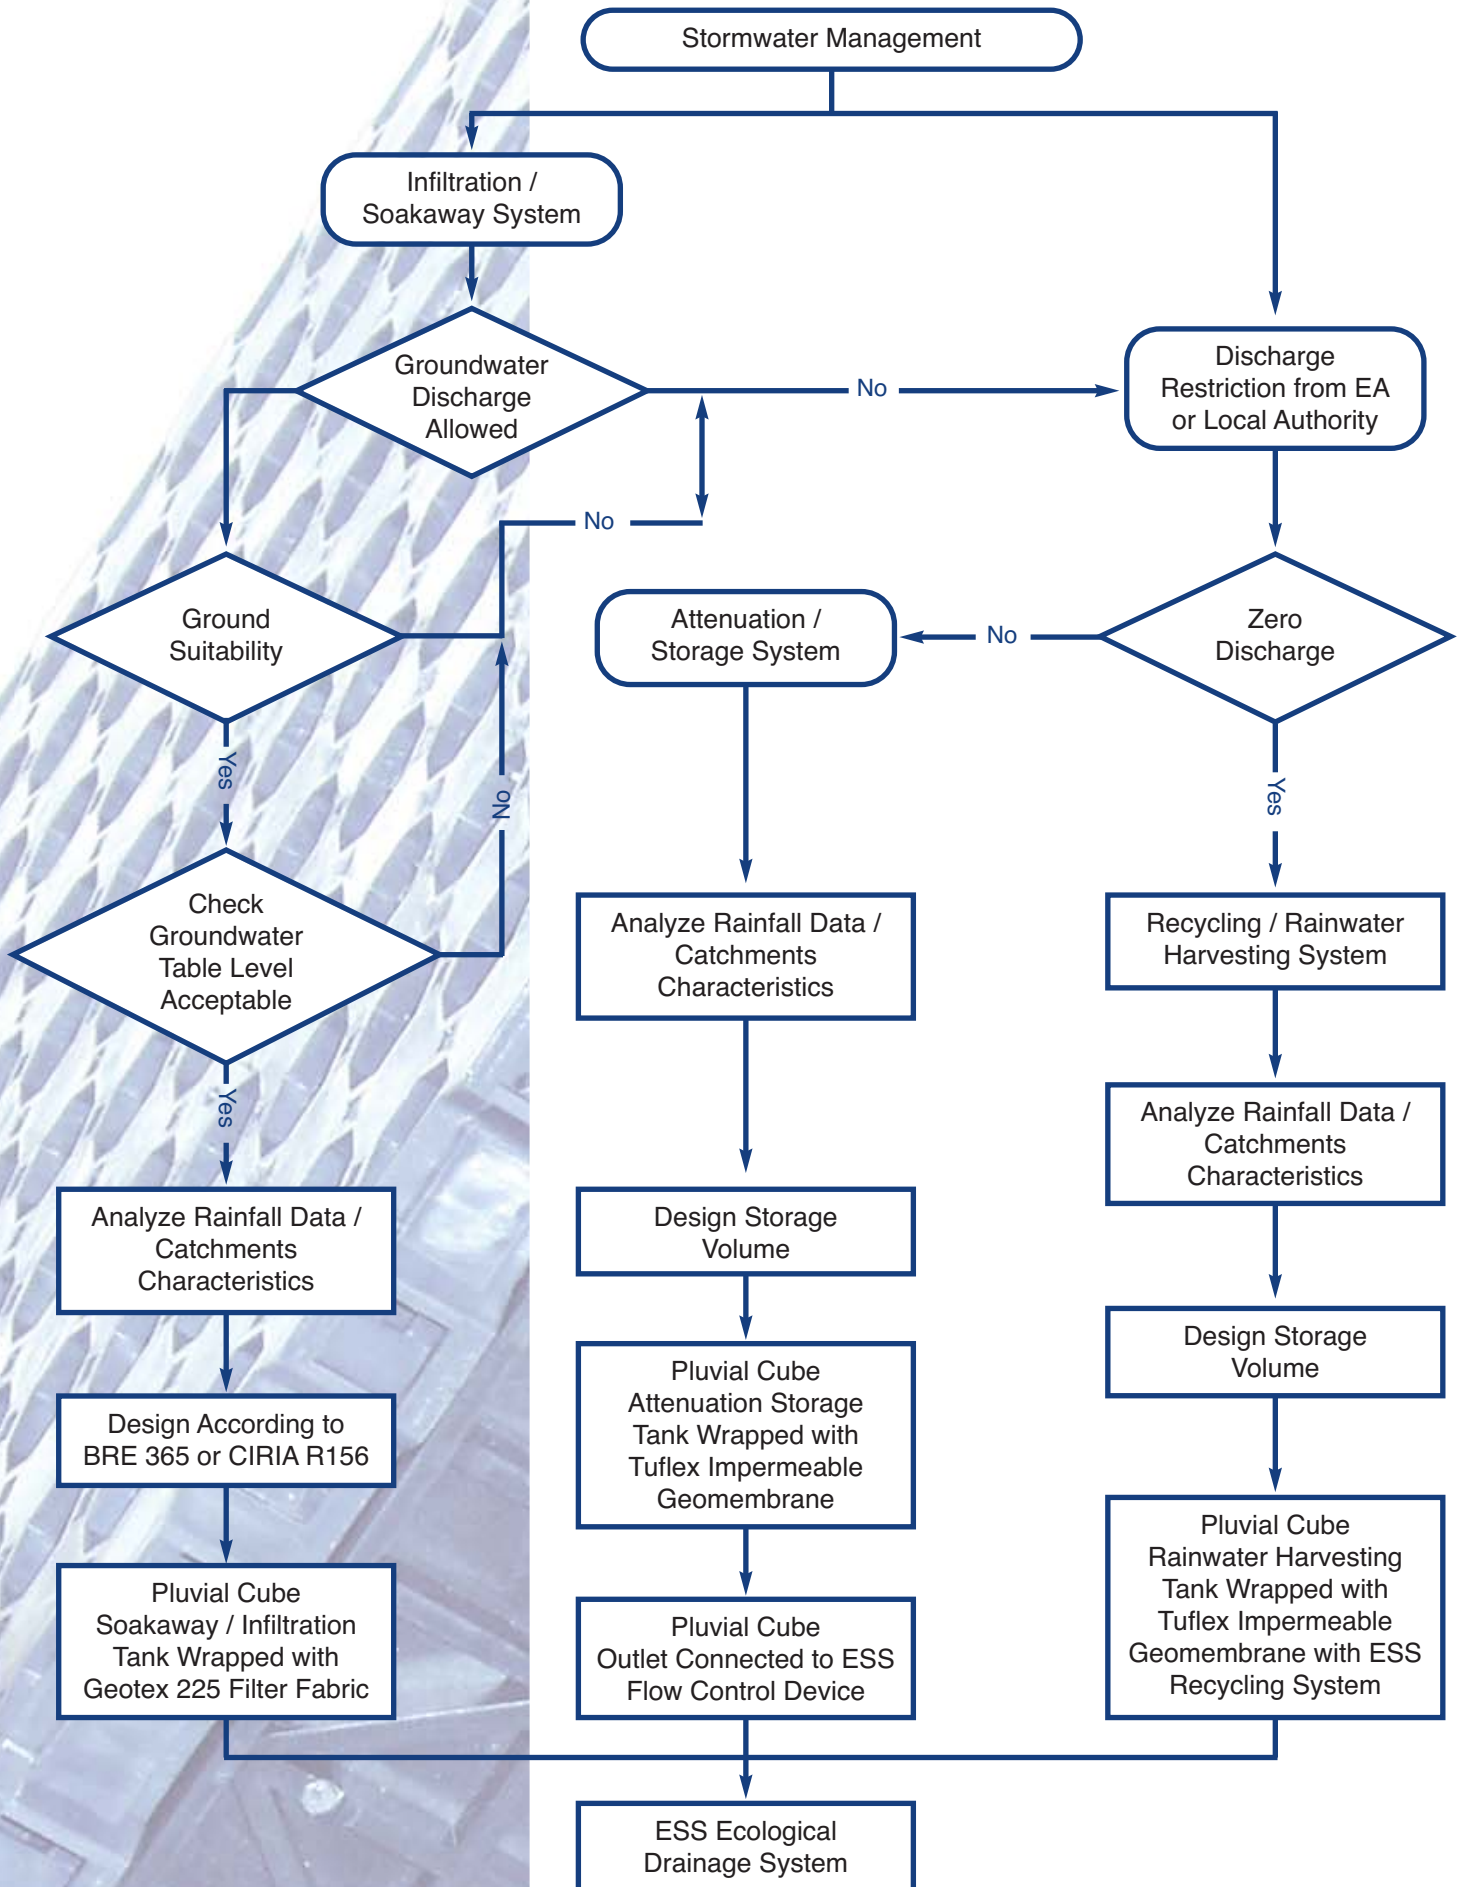 Stormwater Management
Infiltration /
Soakaway System
Groundwater
Discharge
Allowed
No
Discharge
Restriction from EA
or Local Authority
No
Ground
Suitability
Attenuation /
Storage System
No
Zero
Discharge
Yes
No
Yes
Check
Groundwater
Table Level
Acceptable
Analyze Rainfall Data /
Catchments
Characteristics
Recycling / Rainwater
Harvesting System
Yes
Analyze Rainfall Data /
Catchments
Characteristics
Analyze Rainfall Data /
Catchments
Characteristics
Design Storage
Volume
Design Storage
Volume
Design According to
BRE 365 or CIRIA R156
Pluvial Cube
Attenuation Storage
Tank Wrapped with
Tuflex Impermeable
Geomembrane
Pluvial Cube
Rainwater Harvesting
Tank Wrapped with
Tuflex Impermeable
Geomembrane with ESS
Recycling System
Pluvial Cube
Soakaway / Infiltration
Tank Wrapped with
Geotex 225 Filter Fabric
Pluvial Cube
Outlet Connected to ESS
Flow Control Device
ESS Ecological
Drainage System